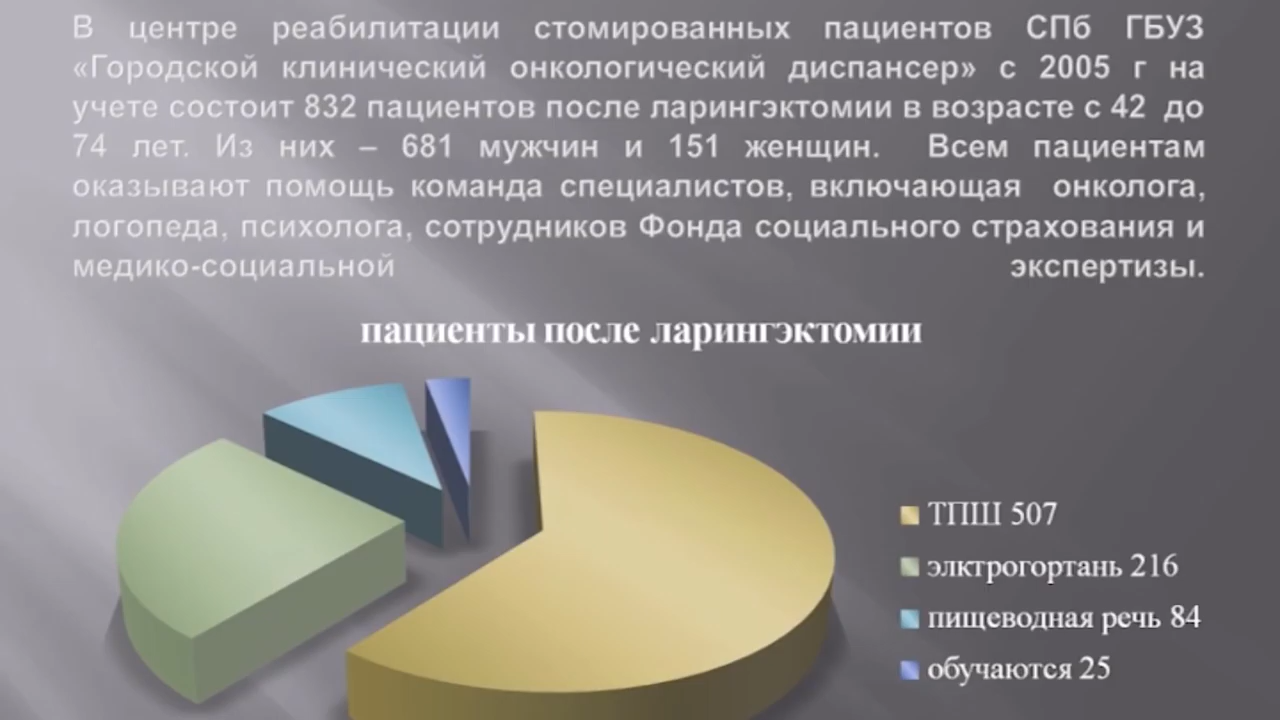 В центре реабилитации стомированных пациентов СПб ГБУЗ
«Городской клинический онкологический диспансер» с 2005 г на
учете состоит 832 пациентов после ларингэктомии в возрасте с 42 до
74 лет. Из них – 681 мужчин и 151 женщин. Всем пациентам
оказывают помощь команда специалистов, включающая онколога,
логопеда, психолога, сотрудников Фонда социального страхования и
медико-социальной экспертизы.
пациенты после ларингэктомии
ТПШ 507
элктрогортань 216
пищеводная речь 84
обучаются 25